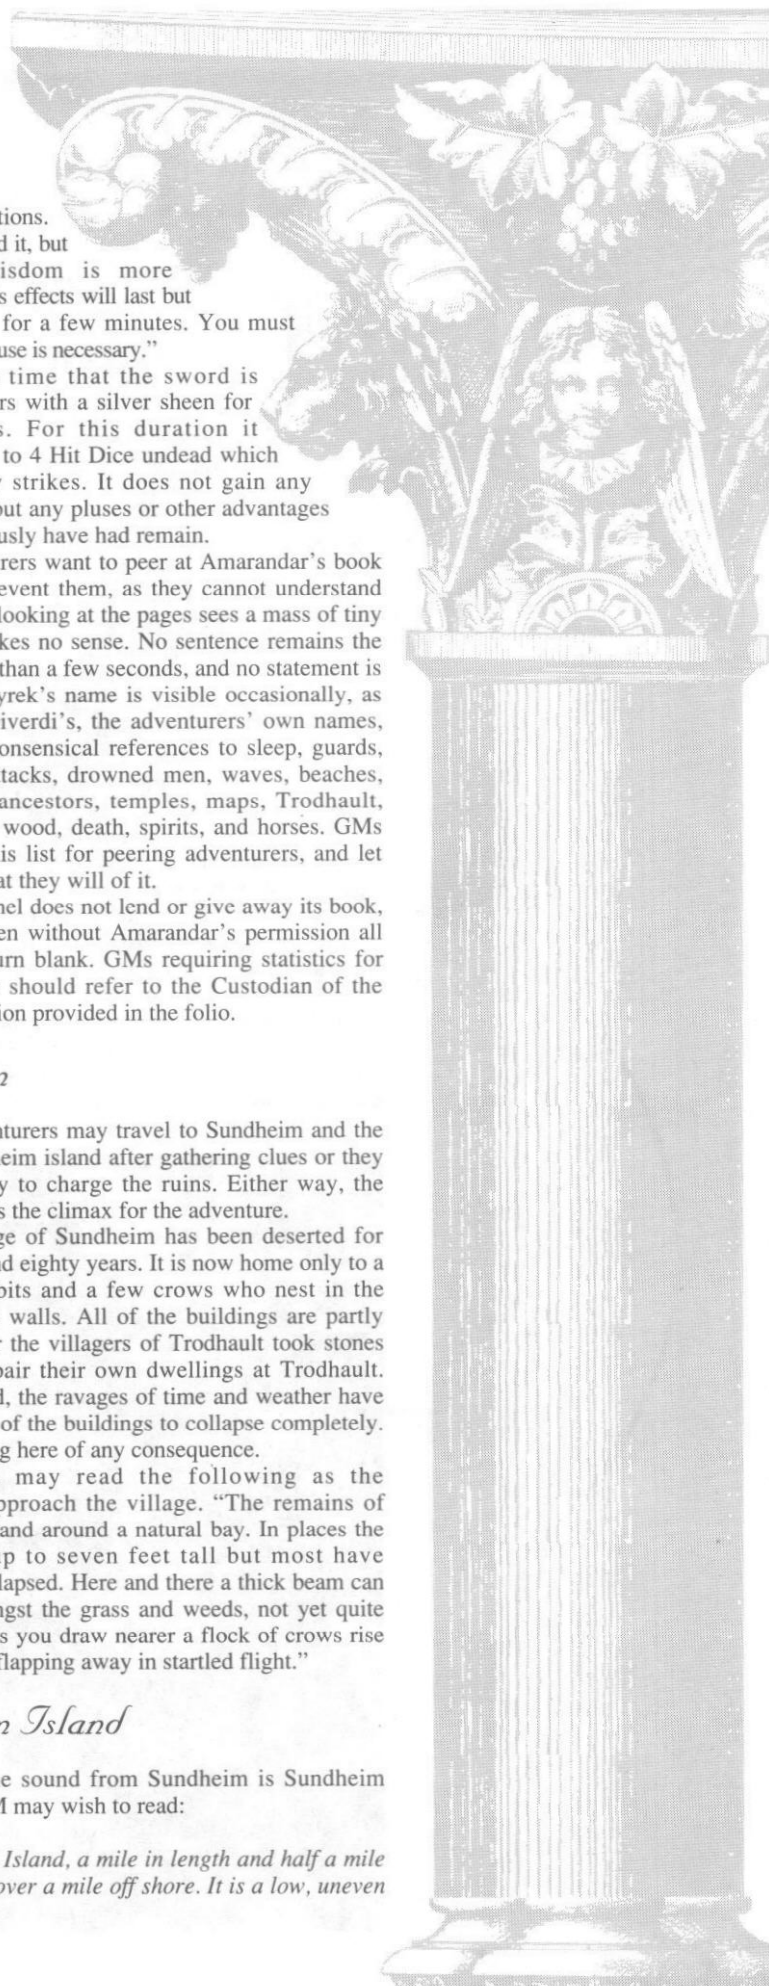 tions.
d it, but
isdom is more
s effects will last but
for a few minutes. You must
use is necessary.”
time that the sword is
rs with a silver sheen for
s. For this duration it
to 4 Hit Dice undead which
strikes. It does not gain any
out any pluses or other advantages
ously have had remain.
rers want to peer at Amarandar's book
event them, as they cannot understand
looking at the pages sees a mass of tiny
kes no sense. No sentence remains the
than a few seconds, and no statement is
yrek's name is visible occasionally, as
iverdi's, the adventurers' own names,
onsensical references to sleep, guards,
tacks, drowned men, waves, beaches,
ancestors, temples, maps, Trodhault,
wood, death, spirits, and horses. GMs
is list for peering adventurers, and let
at they will of it.
nel does not lend or give away its book,
en without Amarandar's permission all
urn blank. GMs requiring statistics for
should refer to the Custodian of the
ion provided in the folio.
n
nturers may travel to Sundheim and the
eim island after gathering clues or they
y to charge the ruins. Either way, the
s the climax for the adventure.
ge of Sundheim has been deserted for
nd eighty years. It is now home only to a
bits and a few crows who nest in the
walls. All of the buildings are partly
r the villagers of Trodhault took stones
pair their own dwellings at Trodhault.
d, the ravages of time and weather have
of the buildings to collapse completely.
g here of any consequence.
may read the following as the
pproach the village. “The remains of
and around a natural bay. In places the
up to seven feet tall but most have
lapsed. Here and there a thick beam can
ngst the grass and weeds, not yet quite
s you draw nearer a flock of crows rise
flapping away in startled flight.”
n Island
e sound from Sundheim is Sundheim
M may wish to read:
Island, a mile in length and half a mile
over a mile off shore. It is a low, uneven